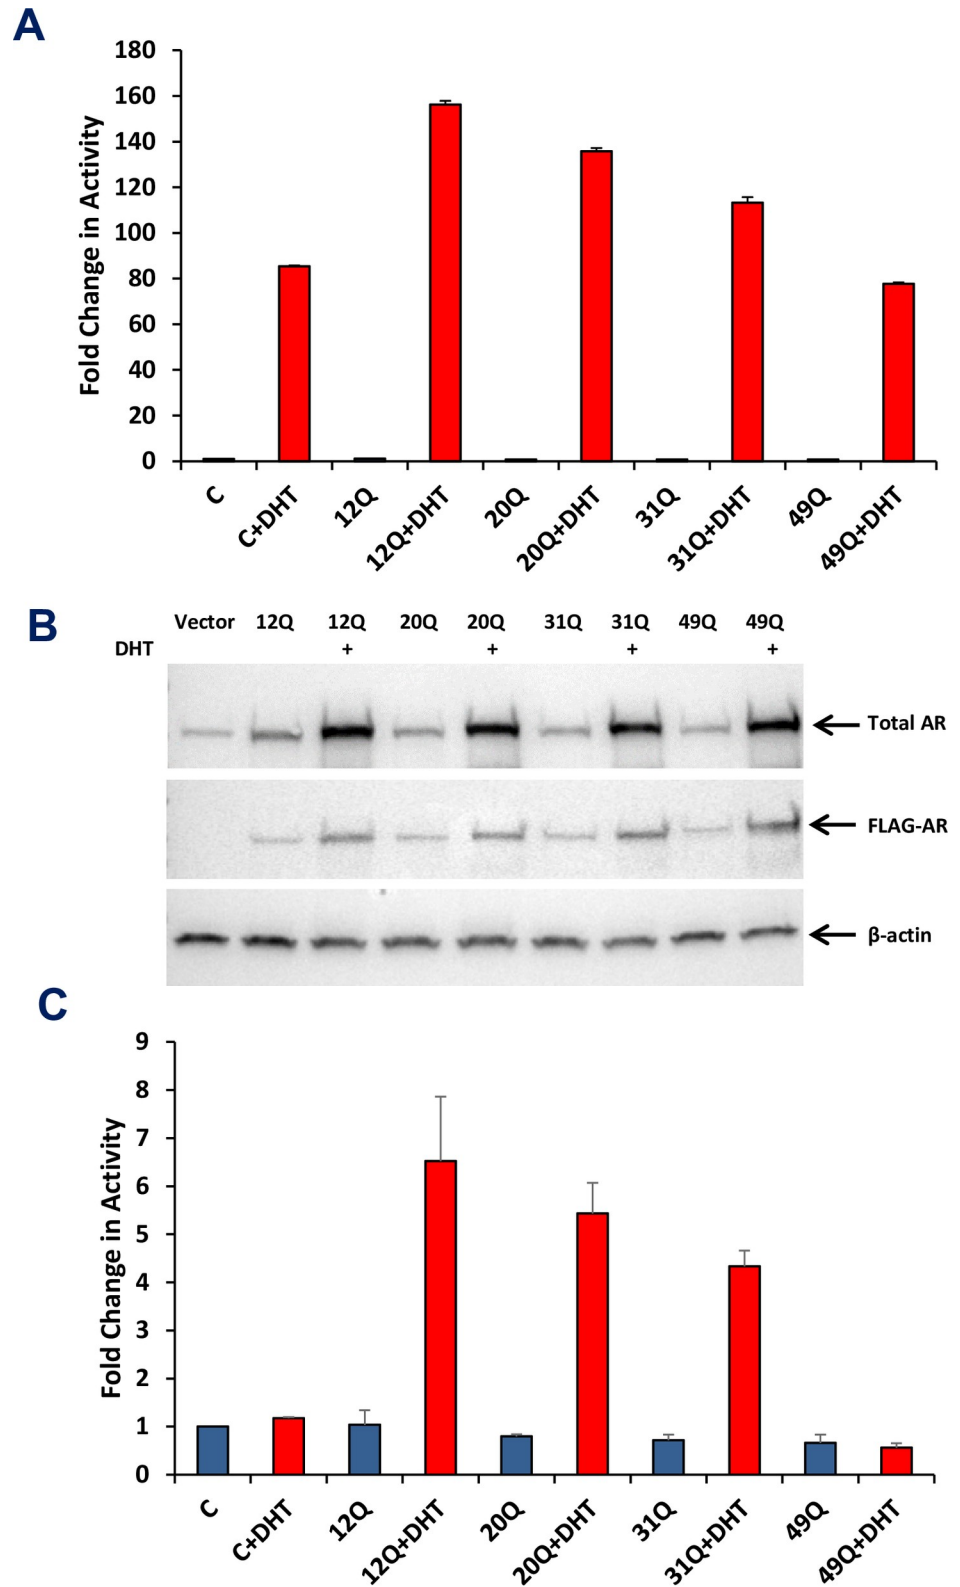 A
Fold Change in Activity
180
160
140
120
100
80
60
40
20
0
C
C+DHT
12Q
12Q+DHT
20Q
20Q+DHT
31Q
31Q+DHT
49Q
49Q+DHT
B
Vector 12Q 12Q 20Q 20Q 31Q 31Q 49Q 49Q
DHT + + + +
Total AR
FLAG-AR
β-actin
C
Fold Change in Activity
9
8
7
6
5
4
3
2
1
0
C
C+DHT
12Q
12Q+DHT
20Q
20Q+DHT
31Q
31Q+DHT
49Q
49Q+DHT